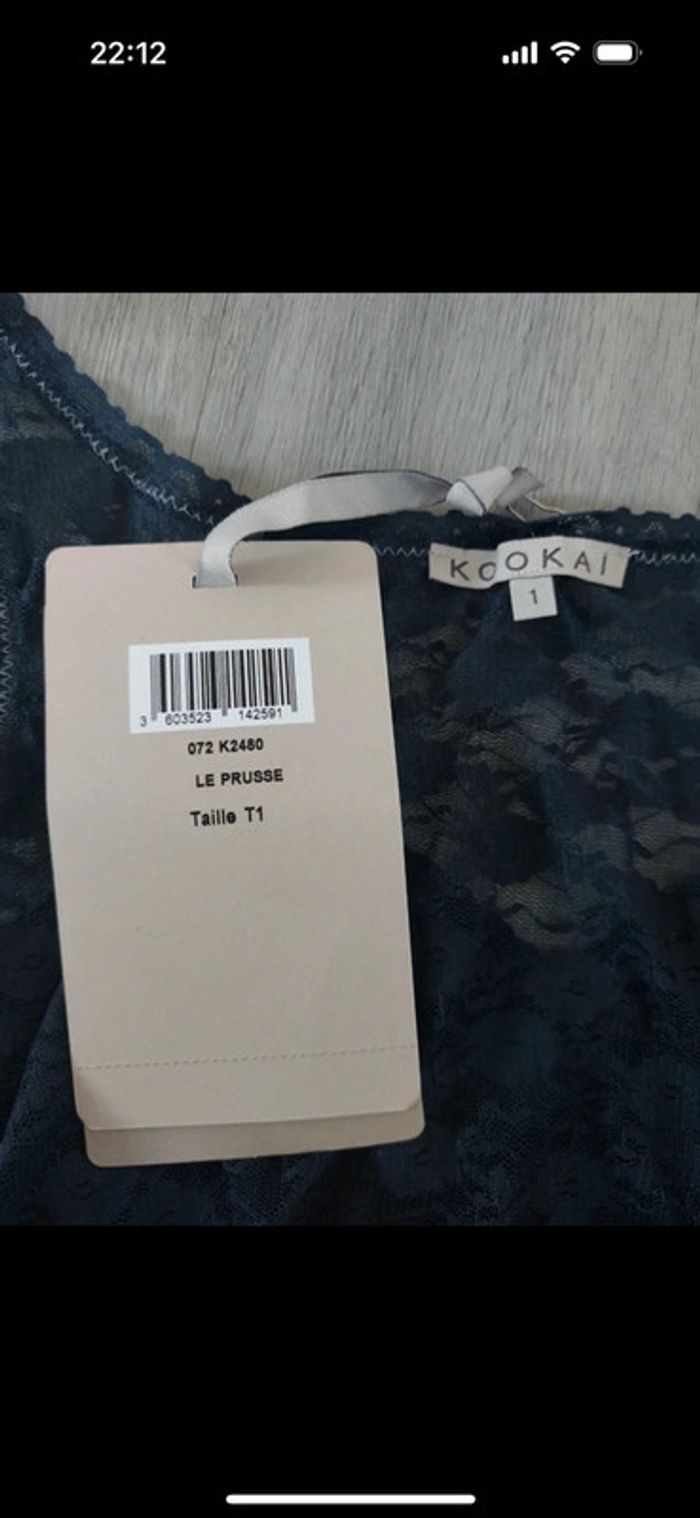 22:12
KOOKAI
1
3 603523 142591
072 K2480
LE PRUSSE
Taille T1